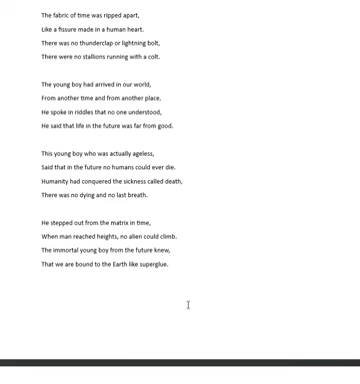 The fabric of time was ripped apart,
Like a fissure made in a human heart.
There was no thunderclap or lightning bolt,
There were no stallions running with a colt.
The young boy had arrived in our world,
From another time and from another place.
He spoke in riddles that no one understood,
He said that life in the future was far from good.
This young boy who was actually ageless,
Said that in the future no humans could ever die.
Humanity had conquered the sickness called death,
There was no dying and no last breath.
He stepped out from the matrix in time,
When man reached heights, no alien could climb.
The immortal young boy from the future knew,
That we are bound to the Earth like superglue.